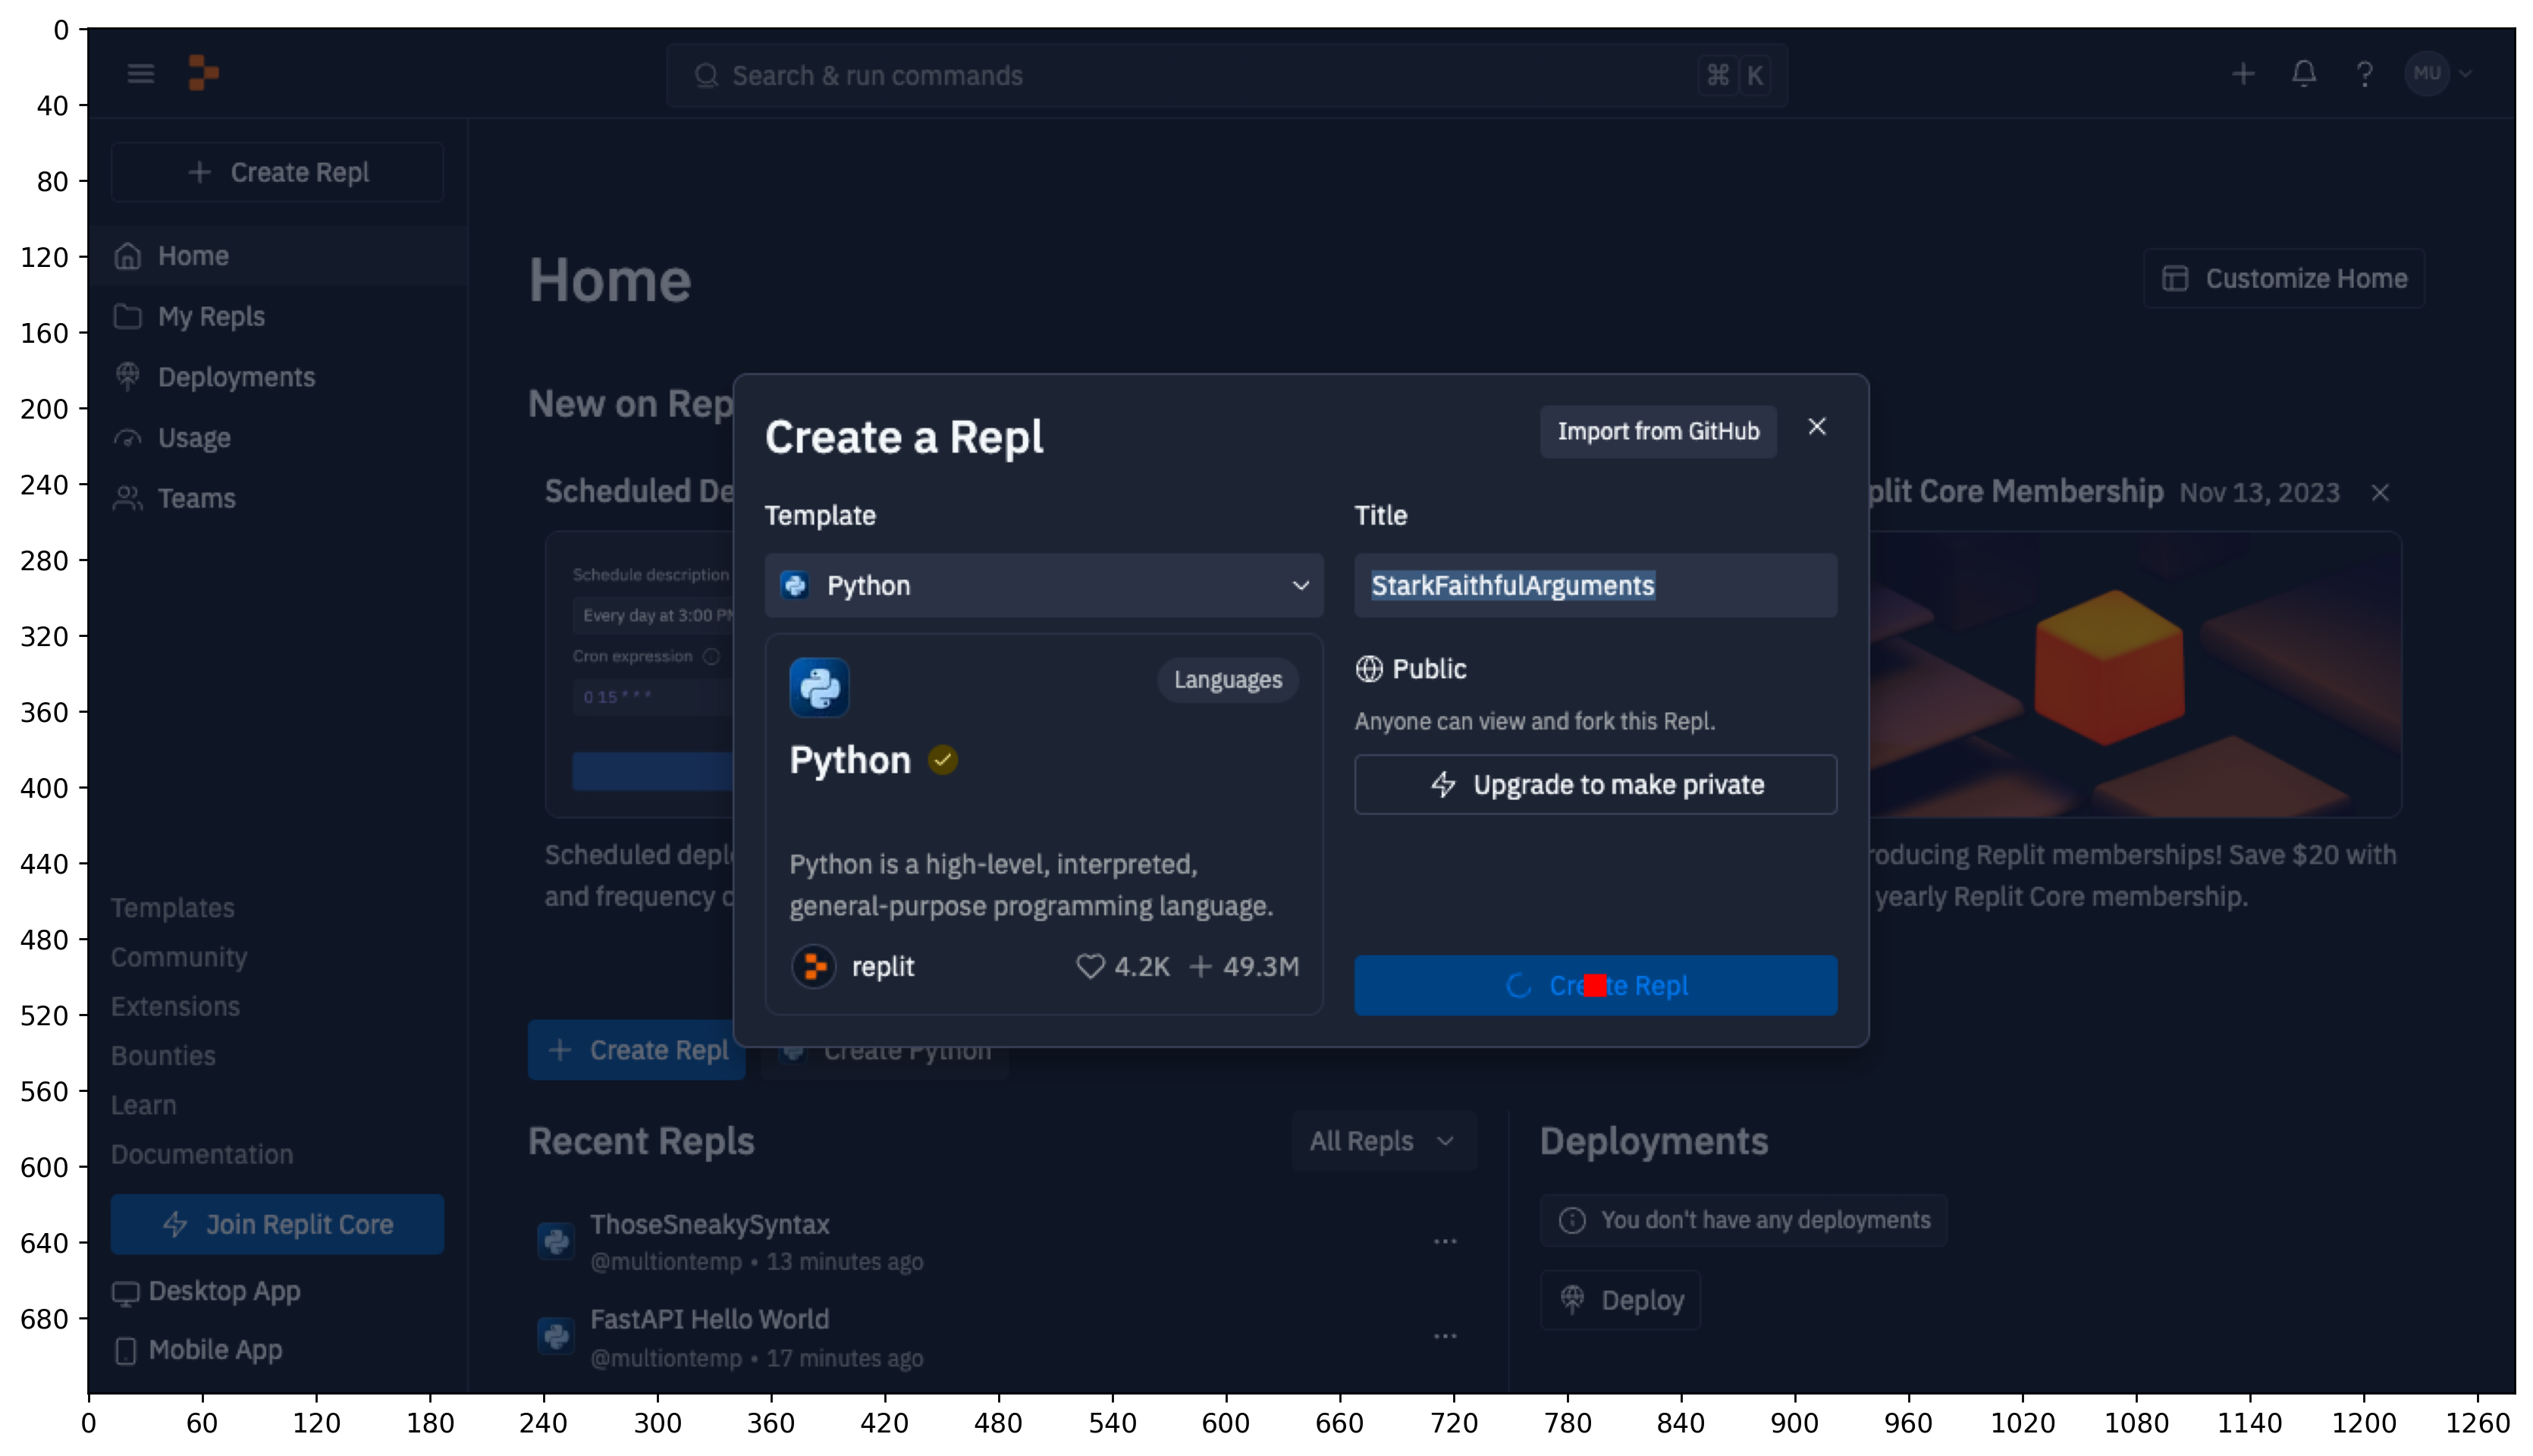 0
40
80
120
160
200
240
280
320
360
400
440
480
520
560
600
640
680
Search & run commands
⌘ K
MU
Create Repl
Home
My Repls
Deployments
Usage
Teams
Templates
Community
Extensions
Bounties
Learn
Documentation
Join Replit Core
Desktop App
Mobile App
Home
Customize Home
New on Rep
Scheduled De
Schedule description
Every day at 3:00 PM
Cron expression
0 15 * * *
Scheduled depl
and frequency o
plit Core Membership Nov 13, 2023
roducing Replit memberships! Save $20 with
yearly Replit Core membership.
Create a Repl
Import from GitHub
Template
Python
Languages
Python
Python is a high-level, interpreted,
general-purpose programming language.
replit
4.2K
49.3M
Title
StarkFaithfulArguments
Public
Anyone can view and fork this Repl.
Upgrade to make private
Create Repl
Create Repl
Create Python
Recent Repls
All Repls
ThoseSneakySyntax
@multiontemp • 13 minutes ago
FastAPI Hello World
@multiontemp • 17 minutes ago
Deployments
You don't have any deployments
Deploy
0 60 120 180 240 300 360 420 480 540 600 660 720 780 840 900 960 1020 1080 1140 1200 1260